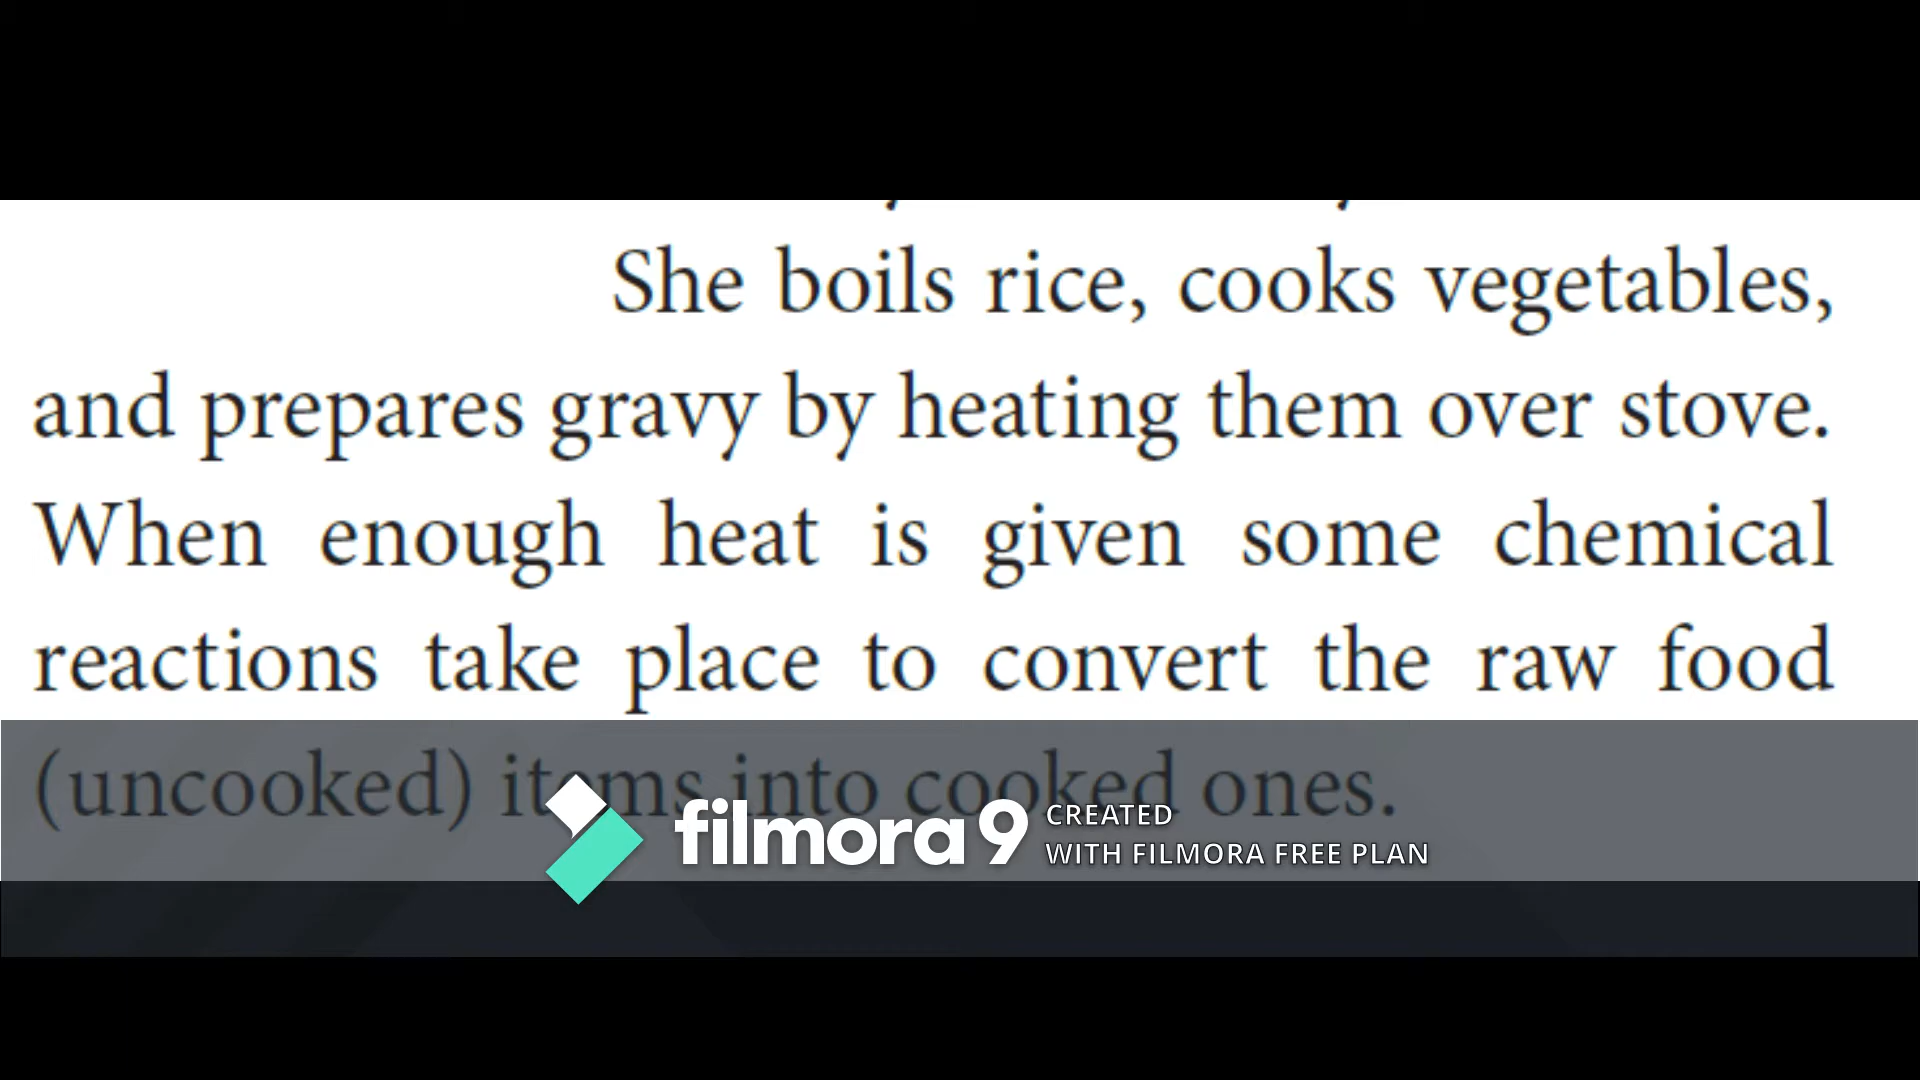 She boils rice, cooks vegetables,
and prepares gravy by heating them over stove.
When enough heat is given some chemical
reactions take place to convert the raw food
(uncooked) items into cooked ones.
filmora9 CREATED
WITH FILMORA FREE PLAN